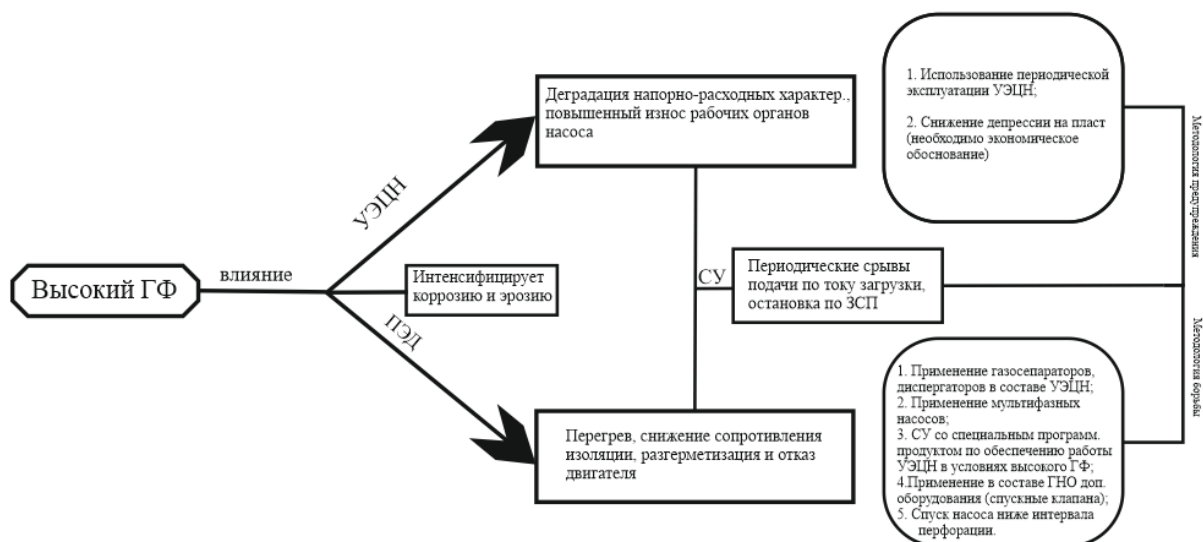 Высокий ГФ
влияние
УЭЦН
ПЭД
Деградация напорно-расходных характер.,
повышенный износ рабочих органов
насоса
Интенсифицирует
коррозию и эрозию
Перегрев, снижение сопротивления
изоляции, разгерметизация и отказ
двигателя
СУ
Периодические срывы
подачи по току загрузки,
остановка по ЗСП
1. Использование периодической
эксплуатации УЭЦН;
2. Снижение депрессии на пласт
(необходимо экономическое
обоснование)
Методология предупреждения
Методология борьбы
1. Применение газосепараторов,
диспергаторов в составе УЭЦН;
2. Применение мультифазных
насосов;
3. СУ со специальным программ.
продуктом по обеспечению работы
УЭЦН в условиях высокого ГФ;
4.Применение в составе ГНО доп.
оборудования (спускные клапана);
5. Спуск насоса ниже интервала
перфорации.